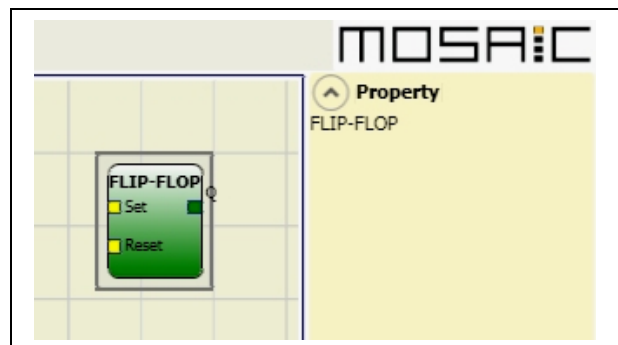 MOSAIC
Property
FLIP-FLOP
FLIP-FLOP
Q
Set
Reset